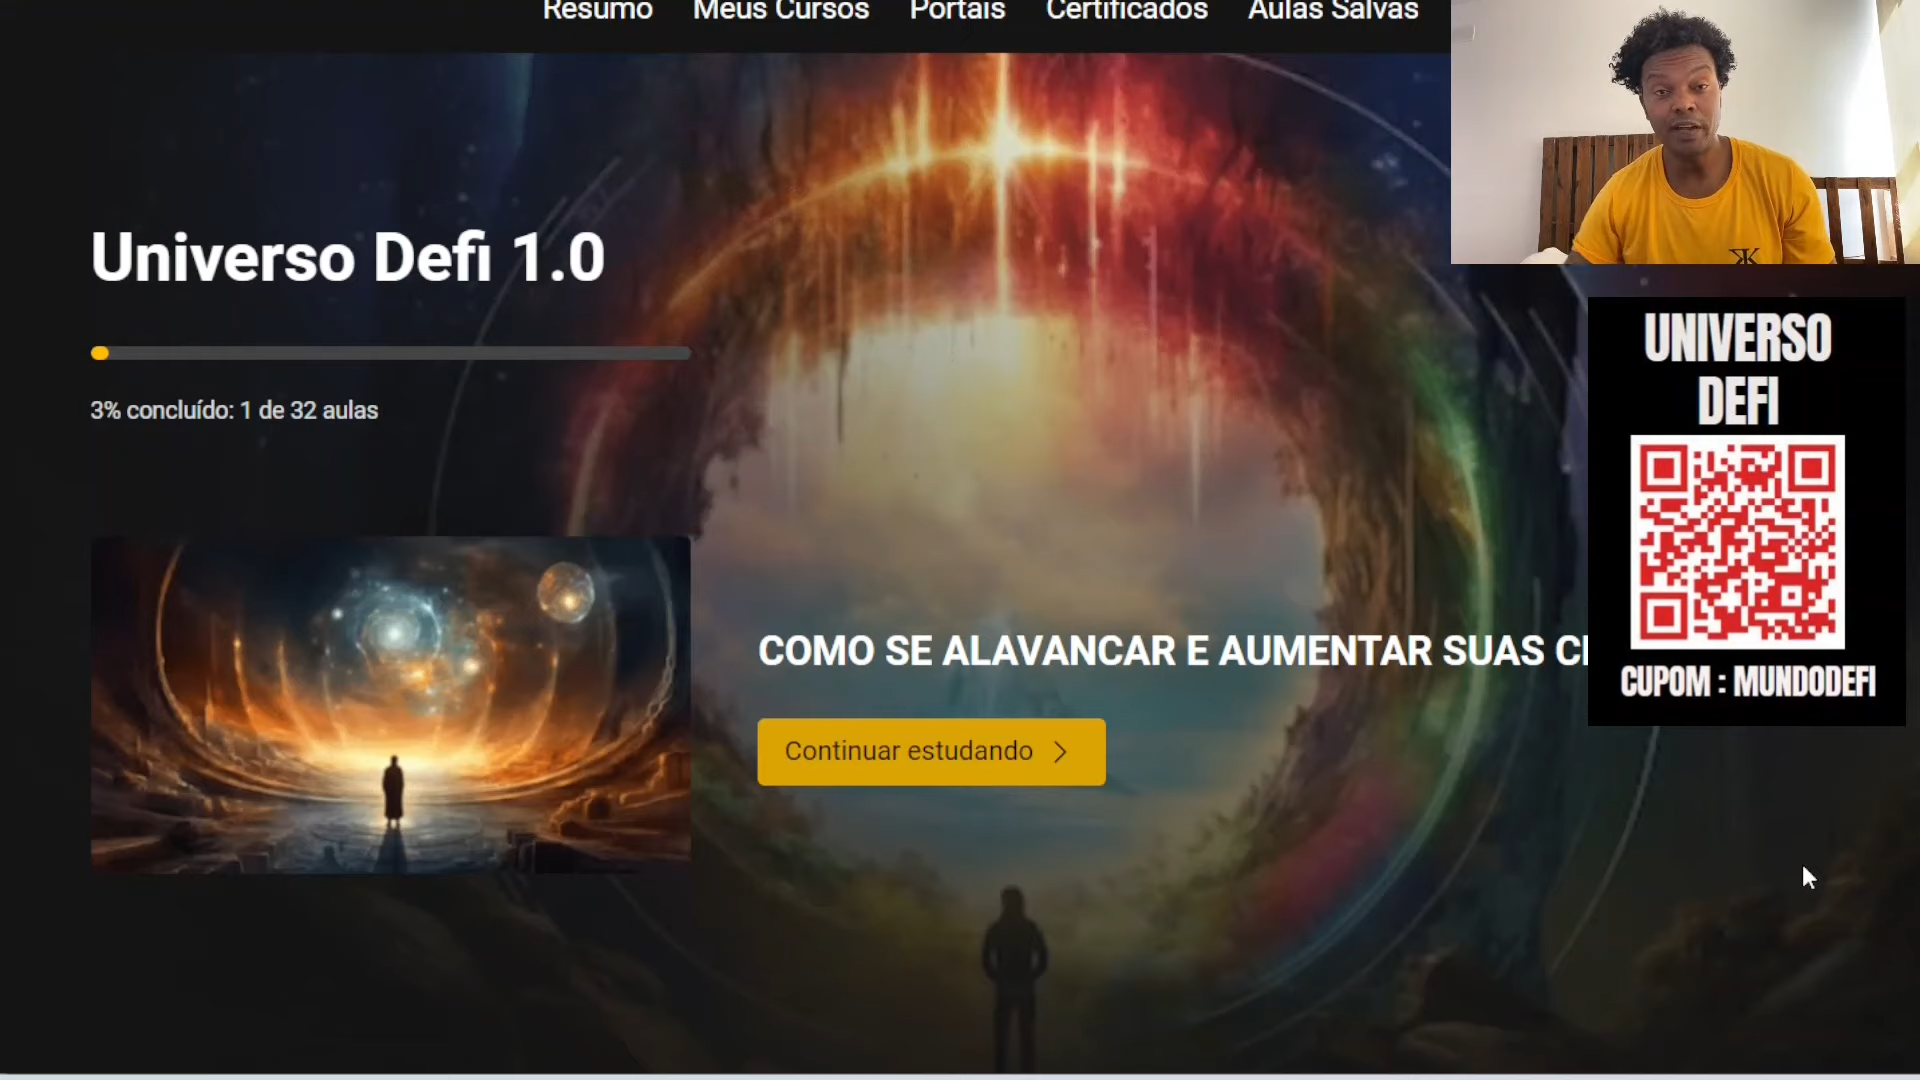 Resumo Meus Cursos Portais Certificados Aulas Salvas
Universo Defi 1.0
3% concluído: 1 de 32 aulas
COMO SE ALAVANCAR E AUMENTAR SUAS
Continuar estudando
UNIVERSO
DEFI
CUPOM : MUNDODEFI